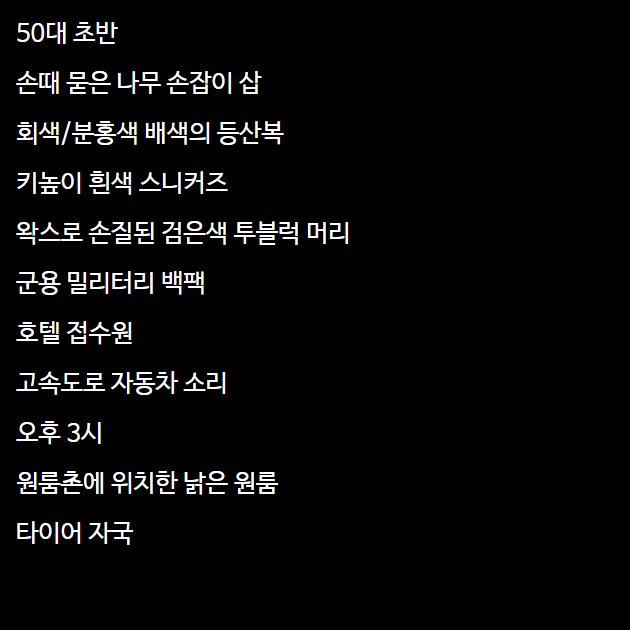 50대 초반
손때 묻은 나무 손잡이 삽
회색/분홍색 배색의 등산복
키높이 흰색 스니커즈
왁스로 손질된 검은색 투블럭 머리
군용 밀리터리 백팩
호텔 접수원
고속도로 자동차 소리
오후 3시
원룸촌에 위치한 낡은 원룸
타이어 자국